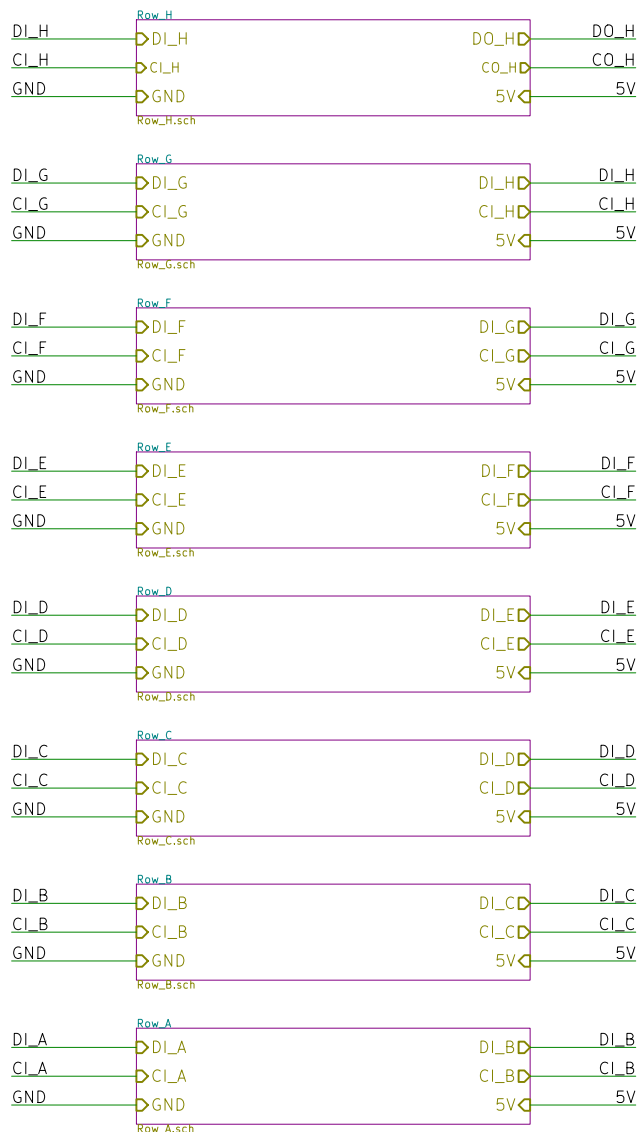 Row_H
DI_H DI_H DO_H DO_H
CI_H CI_H CO_H CO_H
GND GND 5V 5V
Row_H.sch
Row_G
DI_G DI_G DI_H DI_H
CI_G CI_G CI_H CI_H
GND GND 5V 5V
Row_G.sch
Row_F
DI_F DI_F DI_G DI_G
CI_F CI_F CI_G CI_G
GND GND 5V 5V
Row_F.sch
Row_E
DI_E DI_E DI_F DI_F
CI_E CI_E CI_F CI_F
GND GND 5V 5V
Row_E.sch
Row_D
DI_D DI_D DI_E DI_E
CI_D CI_D CI_E CI_E
GND GND 5V 5V
Row_D.sch
Row_C
DI_C DI_C DI_D DI_D
CI_C CI_C CI_D CI_D
GND GND 5V 5V
Row_C.sch
Row_B
DI_B DI_B DI_C DI_C
CI_B CI_B CI_C CI_C
GND GND 5V 5V
Row_B.sch
Row_A
DI_A DI_A DI_B DI_B
CI_A CI_A CI_B CI_B
GND GND 5V 5V
Row_A.sch